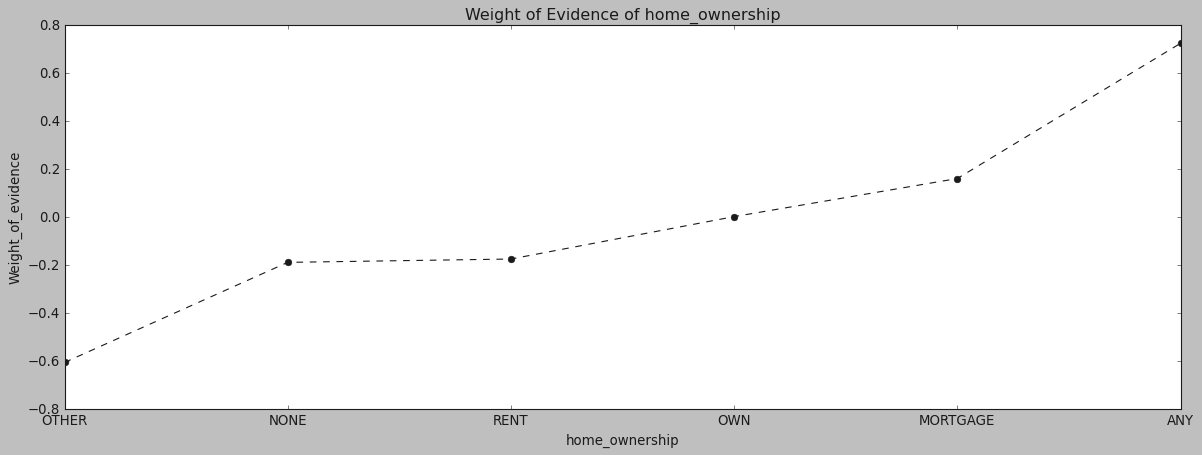 Weight of Evidence of home_ownership
Weight_of_evidence
0.8
0.6
0.4
0.2
0.0
−0.2
−0.4
−0.6
−0.8
OTHER NONE RENT OWN MORTGAGE ANY
home_ownership